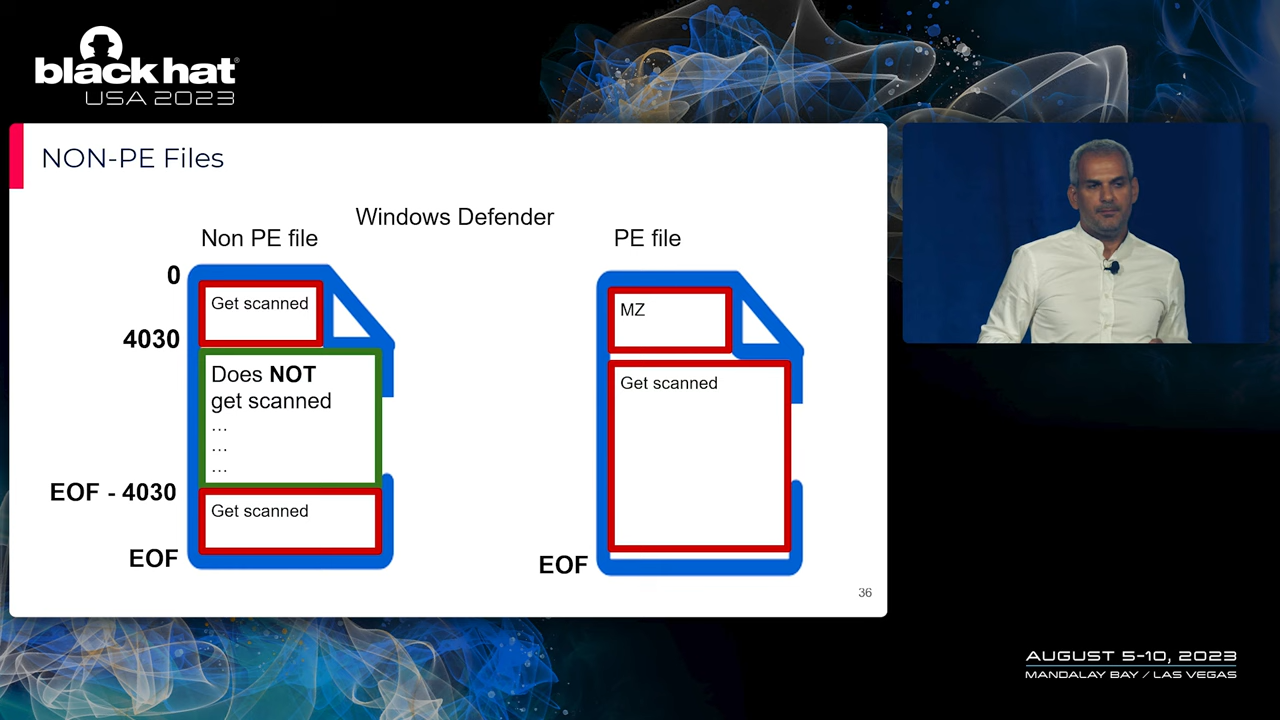 black hat®
USA 2023
NON-PE Files
Windows Defender
Non PE file
0
Get scanned
4030
Does NOT
get scanned
...
...
...
EOF - 4030
Get scanned
EOF
PE file
MZ
Get scanned
EOF
36
AUGUST 5-10, 2023
MANDALAY BAY / LAS VEGAS